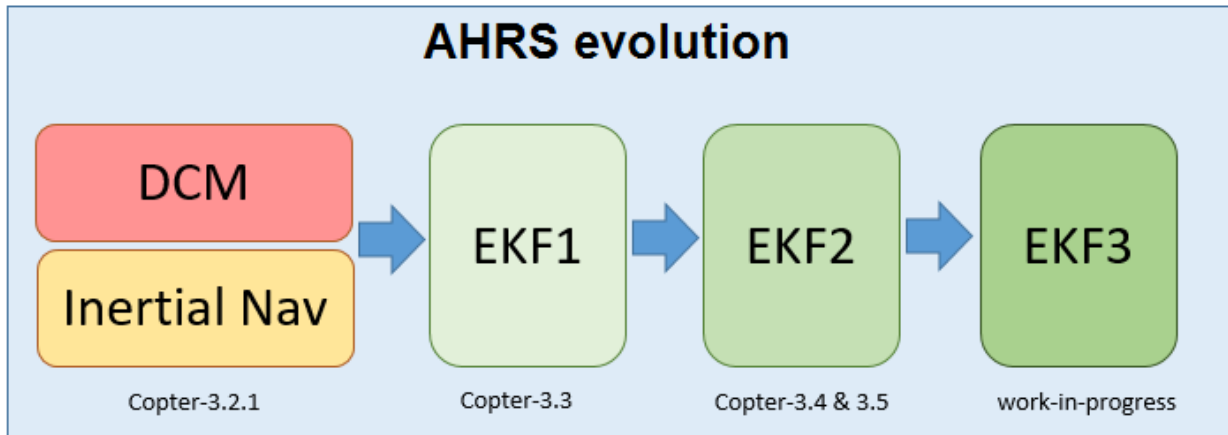 AHRS evolution
DCM
Inertial Nav
EKF1
EKF2
EKF3
Copter-3.2.1
Copter-3.3
Copter-3.4 & 3.5
work-in-progress